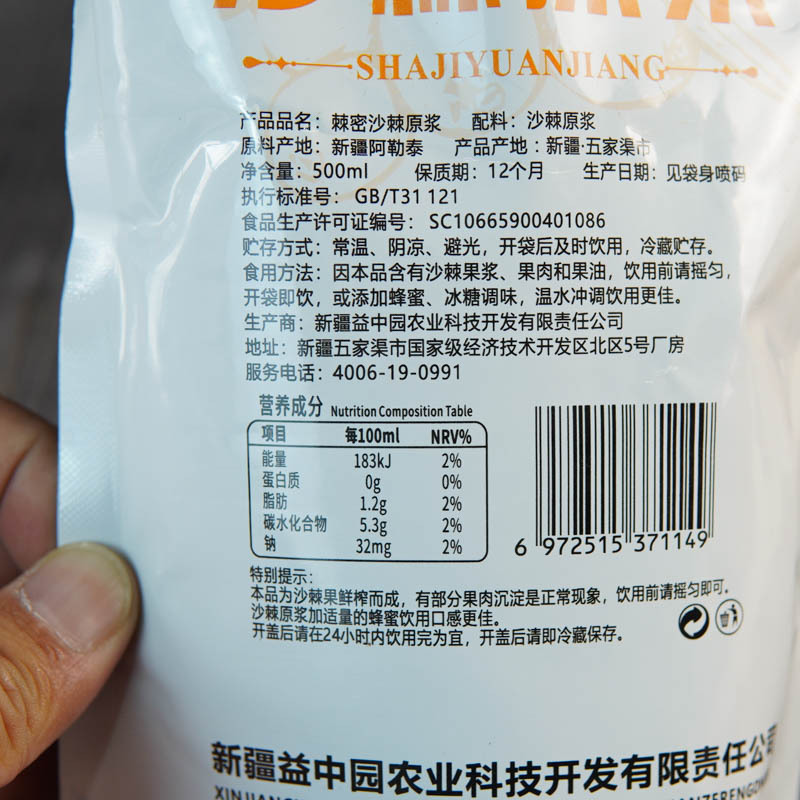 SHAJIYUANJIANG
产品品名：棘密沙棘原浆 配料：沙棘原浆
原料产地：新疆阿勒泰 产品产地：新疆·五家渠市
净含量：500ml 保质期：12个月 生产日期：见袋身喷码
执行标准号：GB/T31 121
食品生产许可证编号：SC10665900401086
贮存方式：常温、阴凉、避光，开袋后及时饮用，冷藏贮存。
食用方法：因本品含有沙棘果浆、果肉和果油，饮用前请摇匀，
开袋即饮，或添加蜂蜜、冰糖调味，温水冲调饮用更佳。
生产商：新疆益中园农业科技开发有限责任公司
地址：新疆五家渠市国家级经济技术开发区北区5号厂房
服务电话：4006-19-0991
营养成分 Nutrition Composition Table
项目 每100ml NRV%
能量 183kJ 2%
蛋白质 0g 0%
脂肪 1.2g 2%
碳水化合物 5.3g 2%
钠 32mg 2%
6 972515 371149
特别提示：
本品为沙棘果鲜榨而成，有部分果肉沉淀是正常现象，饮用前请摇匀即可。
沙棘原浆加适量的蜂蜜饮用口感更佳。
开盖后请在24小时内饮用完为宜，开盖后请即冷藏保存。
新疆益中园农业科技开发有限责任公司